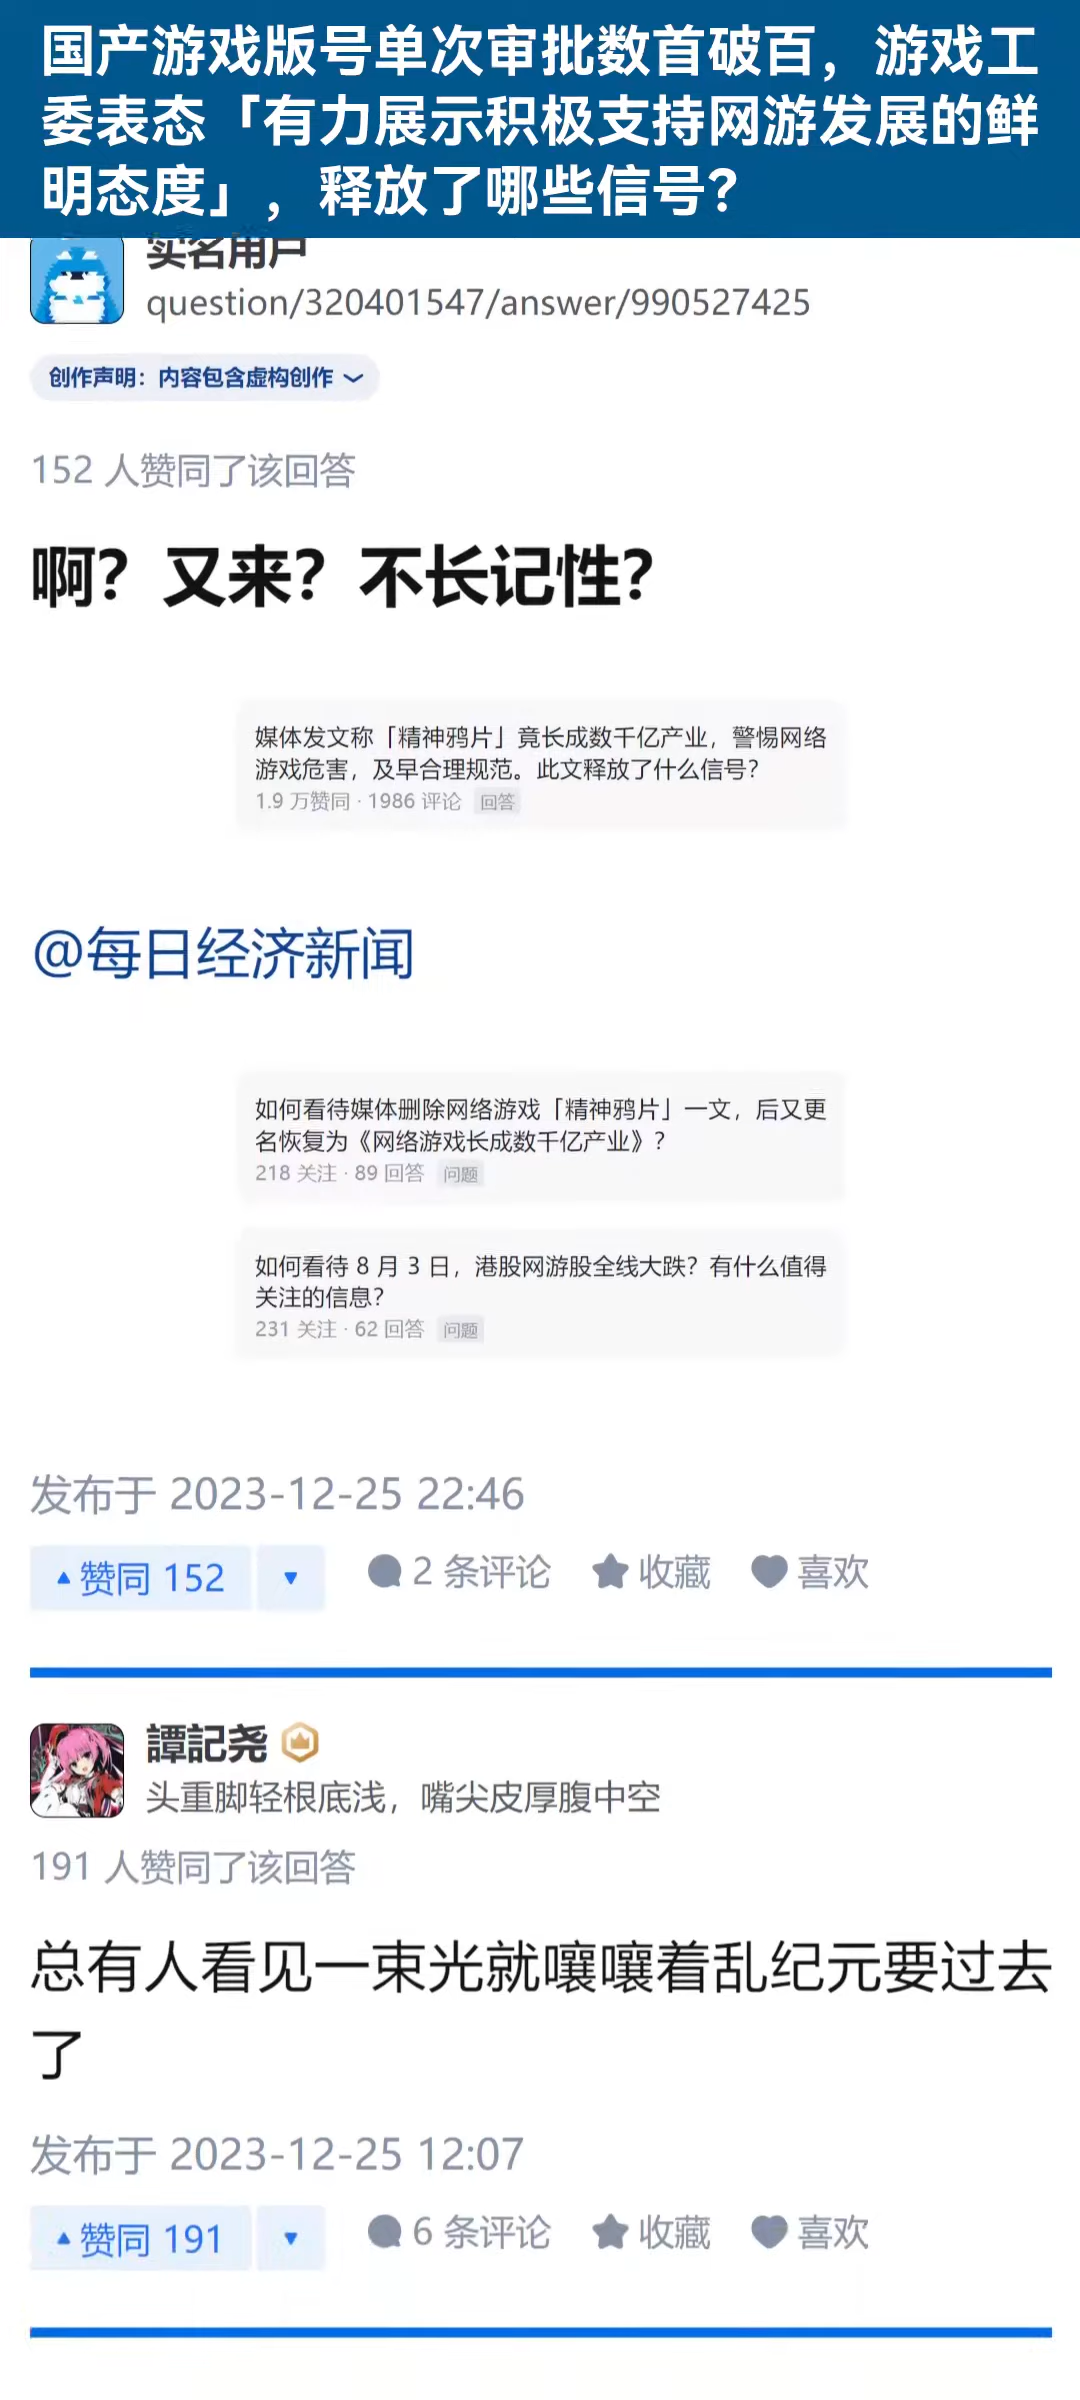 国产游戏版号单次审批数首破百，游戏工
委表态「有力展示积极支持网游发展的鲜
明态度」，释放了哪些信号？
实名用户
question/320401547/answer/990527425
创作声明：内容包含虚构创作
152 人赞同了该回答
啊？又来？不长记性？
媒体发文称「精神鸦片」竟长成数千亿产业，警惕网络
游戏危害，及早合理规范。此文释放了什么信号？
1.9 万赞同 · 1986 评论 回答
@每日经济新闻
如何看待媒体删除网络游戏「精神鸦片」一文，后又更
名恢复为《网络游戏长成数千亿产业》？
218 关注 · 89 回答 问题
如何看待 8 月 3 日，港股网游股全线大跌？有什么值得
关注的信息？
231 关注 · 62 回答 问题
发布于 2023-12-25 22:46
赞同 152 2 条评论 收藏 喜欢
譚記尧
头重脚轻根底浅，嘴尖皮厚腹中空
191 人赞同了该回答
总有人看见一束光就嚷嚷着乱纪元要过去
了
发布于 2023-12-25 12:07
赞同 191 6 条评论 收藏 喜欢